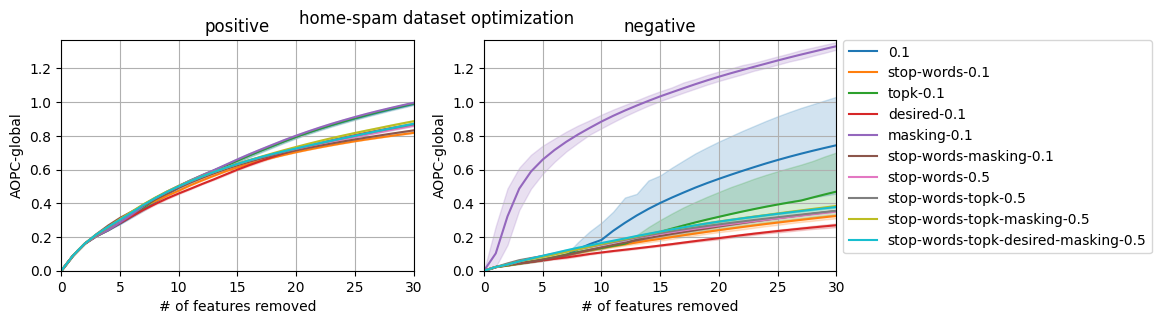 home-spam dataset optimization
positive
1.2
1.0
0.8
0.6
0.4
0.2
0.0
AOPC-global
0 5 10 15 20 25 30
# of features removed
negative
1.2
1.0
0.8
0.6
0.4
0.2
0.0
AOPC-global
0 5 10 15 20 25 30
# of features removed
0.1
stop-words-0.1
topk-0.1
desired-0.1
masking-0.1
stop-words-masking-0.1
stop-words-0.5
stop-words-topk-0.5
stop-words-topk-masking-0.5
stop-words-topk-desired-masking-0.5